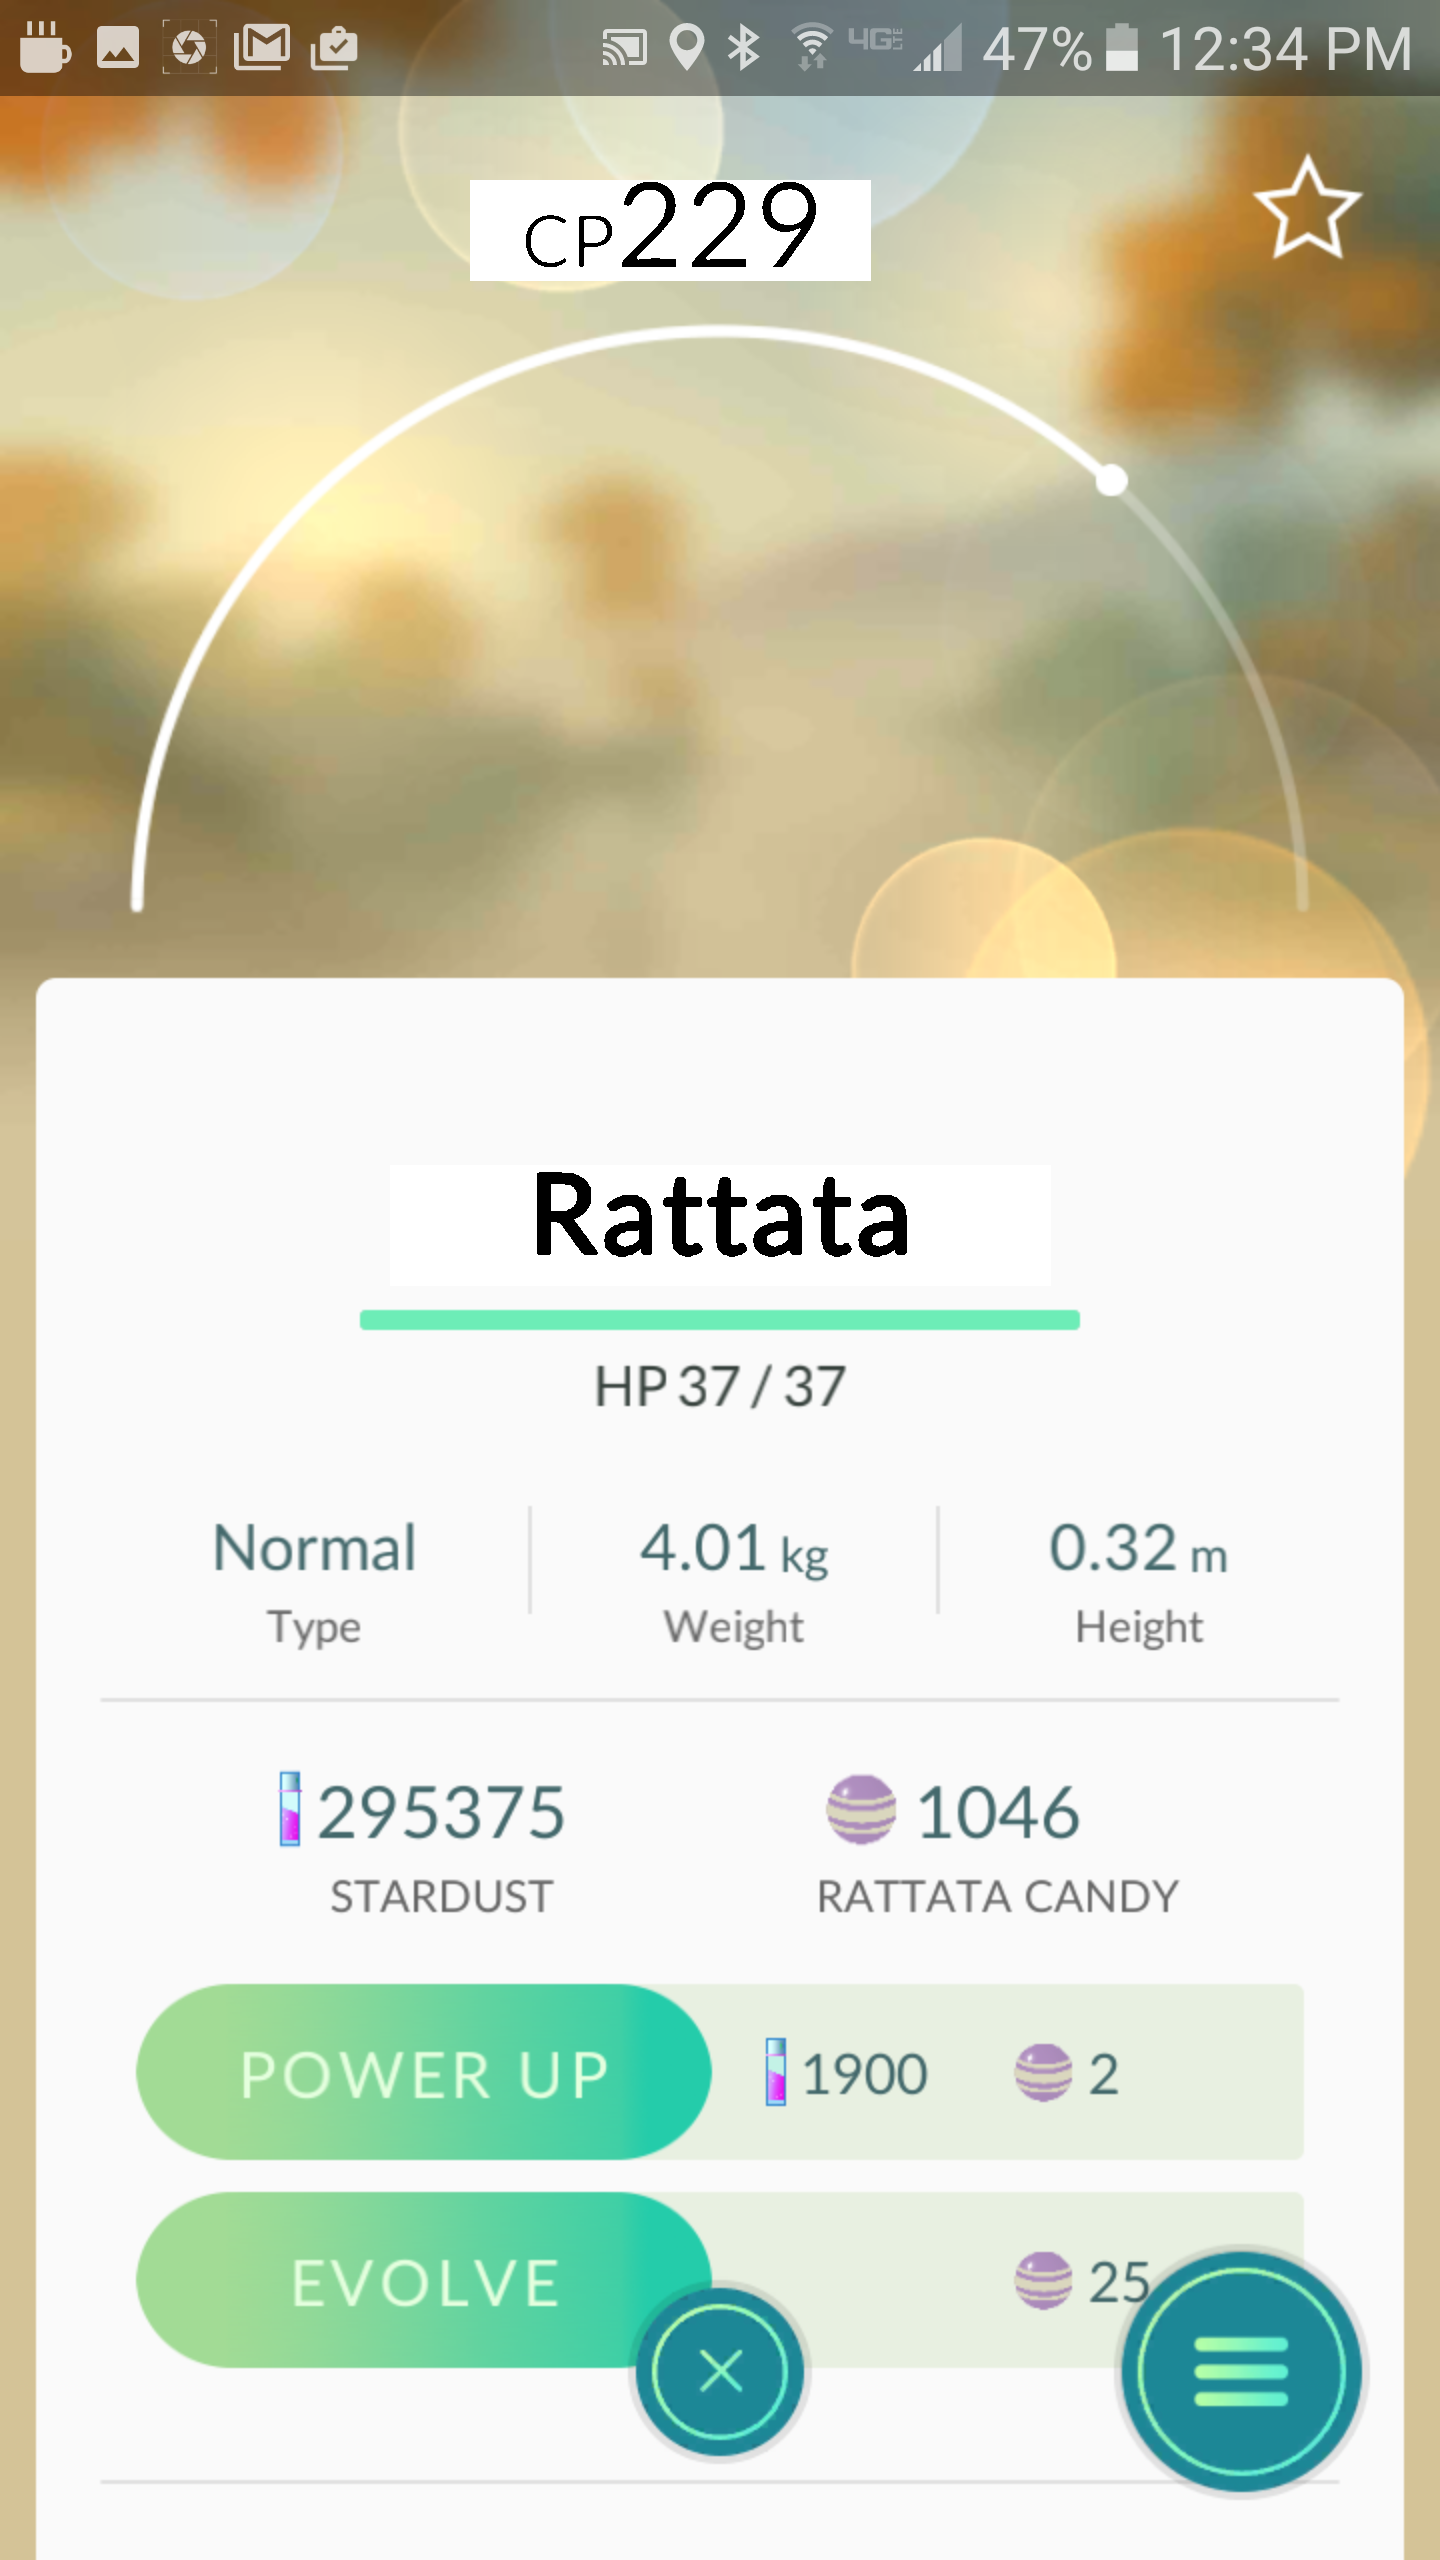 4G LTE 47% 12:34 PM
CP229
Rattata
HP 37 / 37
Normal 4.01 kg 0.32 m
Type Weight Height
295375 1046
STARDUST RATTATA CANDY
POWER UP 1900 2
EVOLVE 25